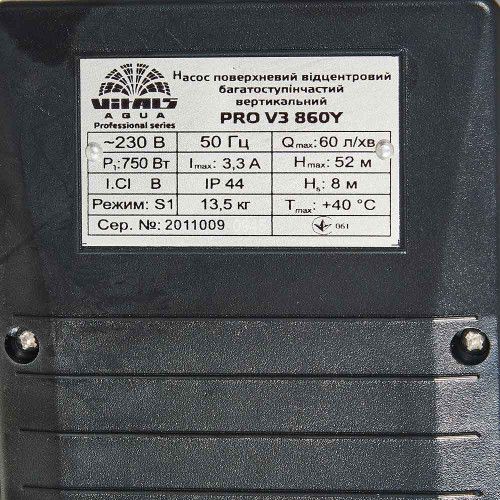 Vitals
AQUA
Professional series
Насос поверхневий відцентровий
багатоступінчастий
вертикальний
PRO V3 860Y
~230 В 50 Гц Qmax: 60 л/хв
P1:750 Вт Imax: 3,3 А Hmax: 52 м
I.Cl B IP 44 Hs: 8 м
Режим: S1 13,5 кг Tmax: +40 °C
Сер. №: 2011009 061